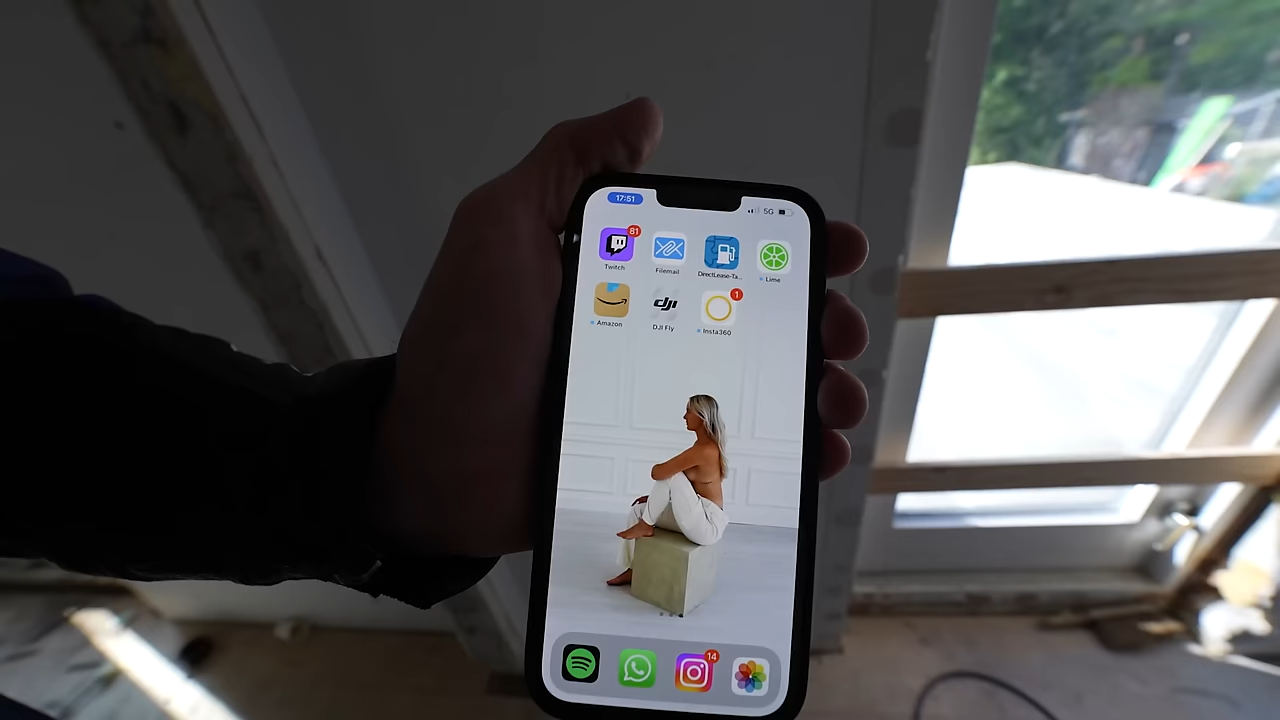 17:51
5G
81
Twitch
Filemail
DirectLease-Ta...
Lime
Amazon
dji
DJI Fly
1
Insta360
14